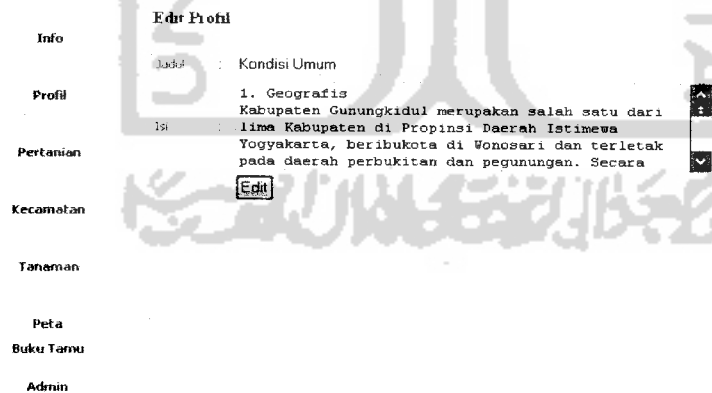 Edit Profil
Info
Judul : Kondisi Umum
Profil
1. Geografis
Kabupaten Gunungkidul merupakan salah satu dari
Isi : lima Kabupaten di Propinsi Daerah Istimewa
Yogyakarta, beribukota di Wonosari dan terletak
pada daerah perbukitan dan pegunungan. Secara
Pertanian
Edit
Kecamatan
Tanaman
Peta
Buku Tamu
Admin